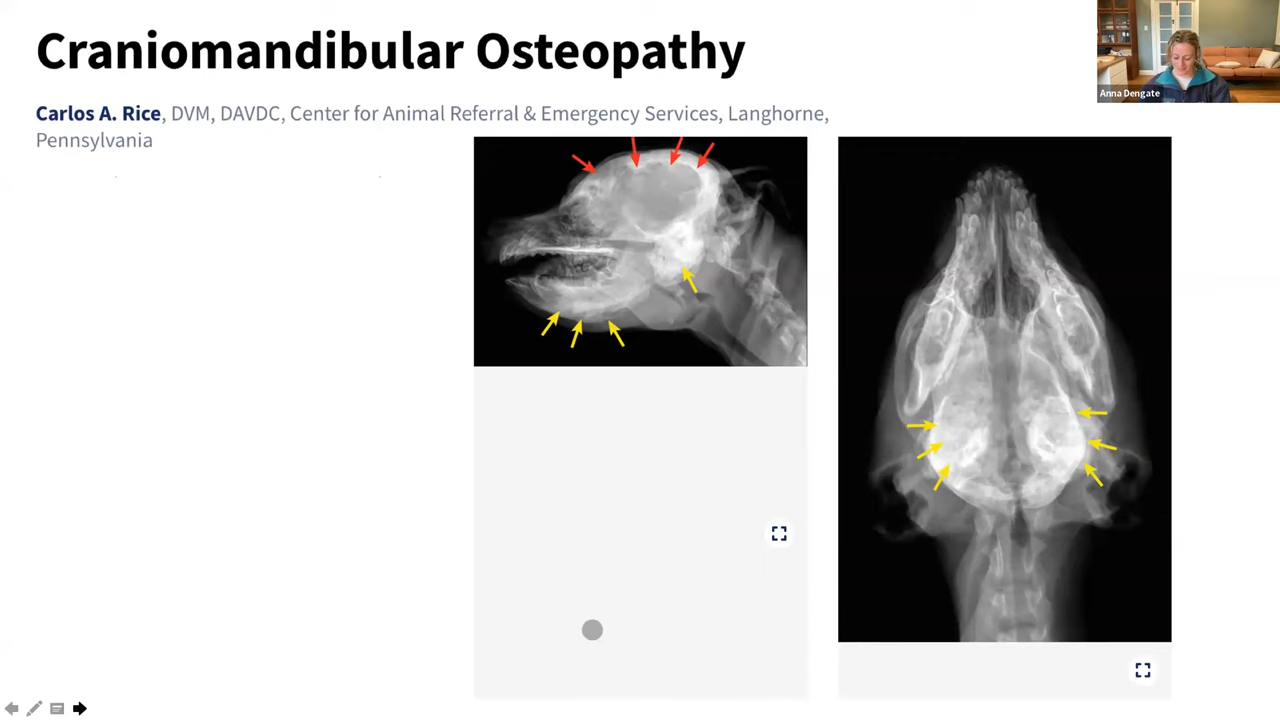 Craniomandibular Osteopathy
Carlos A. Rice, DVM, DAVDC, Center for Animal Referral & Emergency Services, Langhorne,
Pennsylvania
Anna Dengate